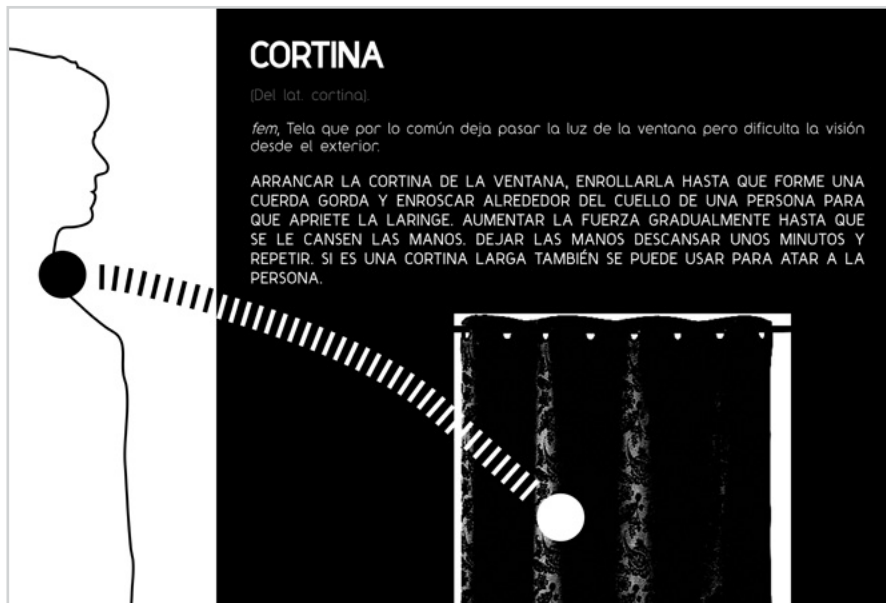 CORTINA
(Del lat. cortina).
fem, Tela que por lo común deja pasar la luz de la ventana pero dificulta la visión
desde el exterior.
ARRANCAR LA CORTINA DE LA VENTANA, ENROLLARLA HASTA QUE FORME UNA
CUERDA GORDA Y ENROSCAR ALREDEDOR DEL CUELLO DE UNA PERSONA PARA
QUE APRIETE LA LARINGE. AUMENTAR LA FUERZA GRADUALMENTE HASTA QUE
SE LE CANSEN LAS MANOS. DEJAR LAS MANOS DESCANSAR UNOS MINUTOS Y
REPETIR. SI ES UNA CORTINA LARGA TAMBIÉN SE PUEDE USAR PARA ATAR A LA
PERSONA.